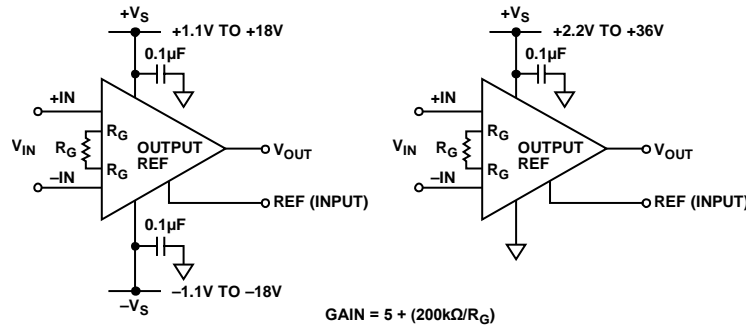 +VS
+1.1V TO +18V
0.1µF
+IN
RG
VIN
RG
OUTPUT
REF
VOUT
RG
–IN
REF (INPUT)
0.1µF
–1.1V TO –18V
–VS
+VS
+2.2V TO +36V
0.1µF
+IN
RG
VIN
RG
OUTPUT
REF
VOUT
RG
–IN
REF (INPUT)
GAIN = 5 + (200kΩ/RG)